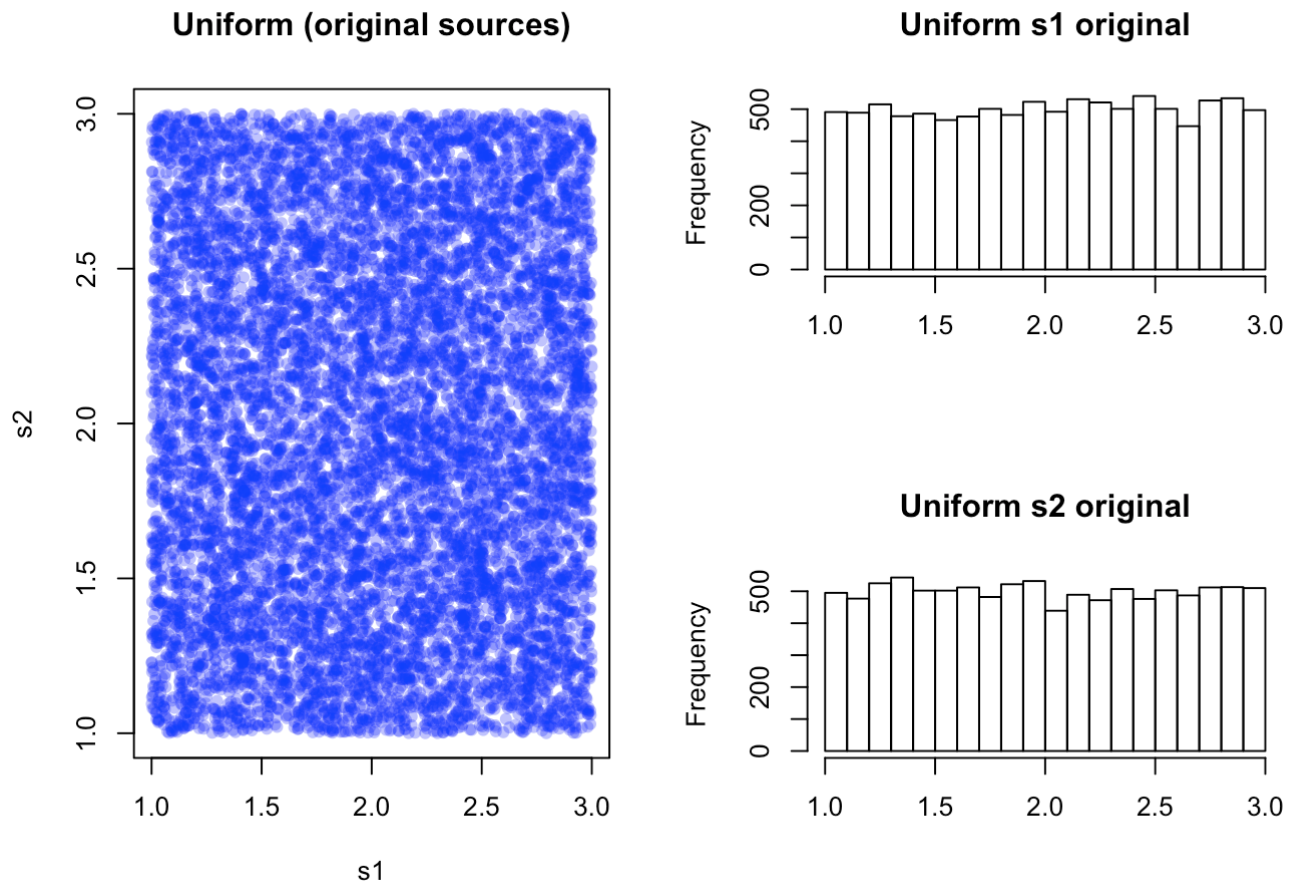 Uniform (original sources)
3.0
2.5
2.0
1.5
1.0
s2
1.0 1.5 2.0 2.5 3.0
s1
Uniform s1 original
500
200
0
Frequency
1.0 1.5 2.0 2.5 3.0
Uniform s2 original
500
200
0
Frequency
1.0 1.5 2.0 2.5 3.0